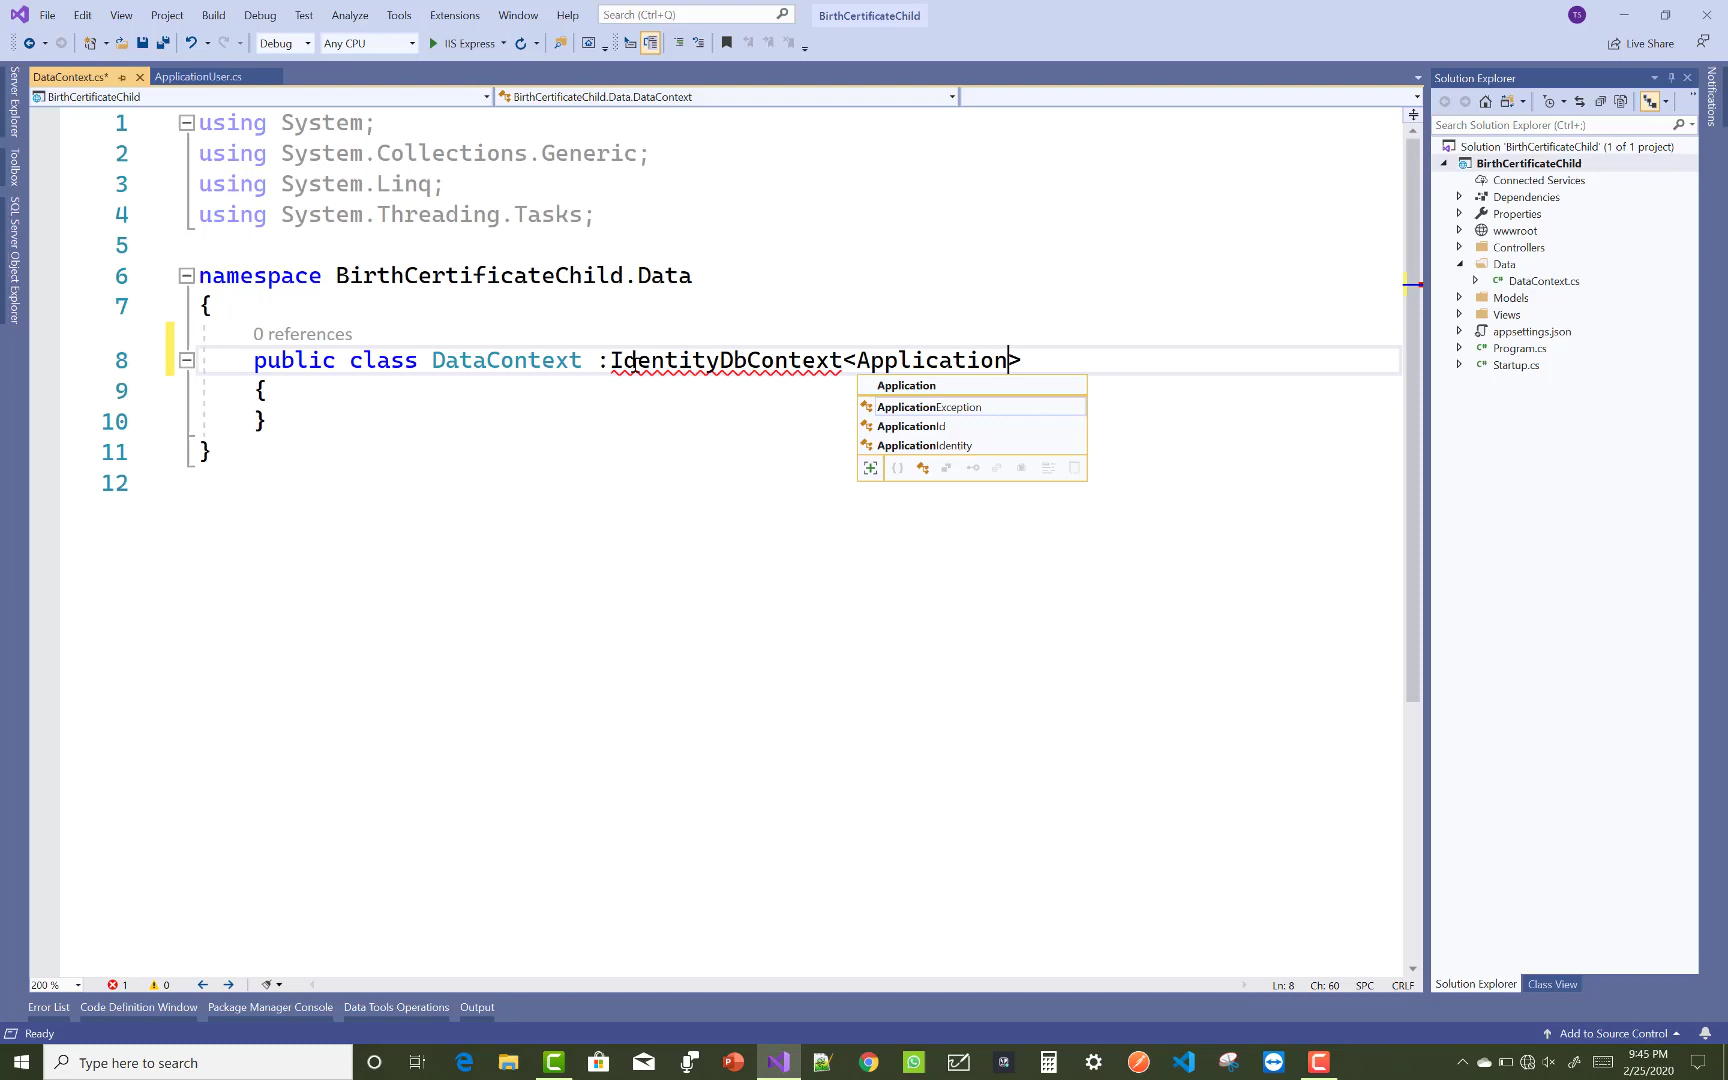 File Edit View Project Build Debug Test Analyze Tools Extensions Window Help Search (Ctrl+Q) BirthCertificateChild TS
Debug Any CPU IIS Express Live Share
DataContext.cs* ApplicationUser.cs
BirthCertificateChild BirthCertificateChild.Data.DataContext
Server Explorer
Toolbox
SQL Server Object Explorer
1 using System;
2 using System.Collections.Generic;
3 using System.Linq;
4 using System.Threading.Tasks;
5
6 namespace BirthCertificateChild.Data
7 {
0 references
8 public class DataContext :IdentityDbContext<Application>
9 {
10 }
11 }
12
Application
ApplicationException
ApplicationId
ApplicationIdentity
Solution Explorer
Search Solution Explorer (Ctrl+;)
Solution 'BirthCertificateChild' (1 of 1 project)
BirthCertificateChild
Connected Services
Dependencies
Properties
wwwroot
Controllers
Data
DataContext.cs
Models
Views
appsettings.json
Program.cs
Startup.cs
Solution Explorer Class View
Notifications
200 % 1 0 Ln: 8 Ch: 60 SPC CRLF
Error List Code Definition Window Package Manager Console Data Tools Operations Output
Ready Add to Source Control
Type here to search
9:45 PM
2/25/2020